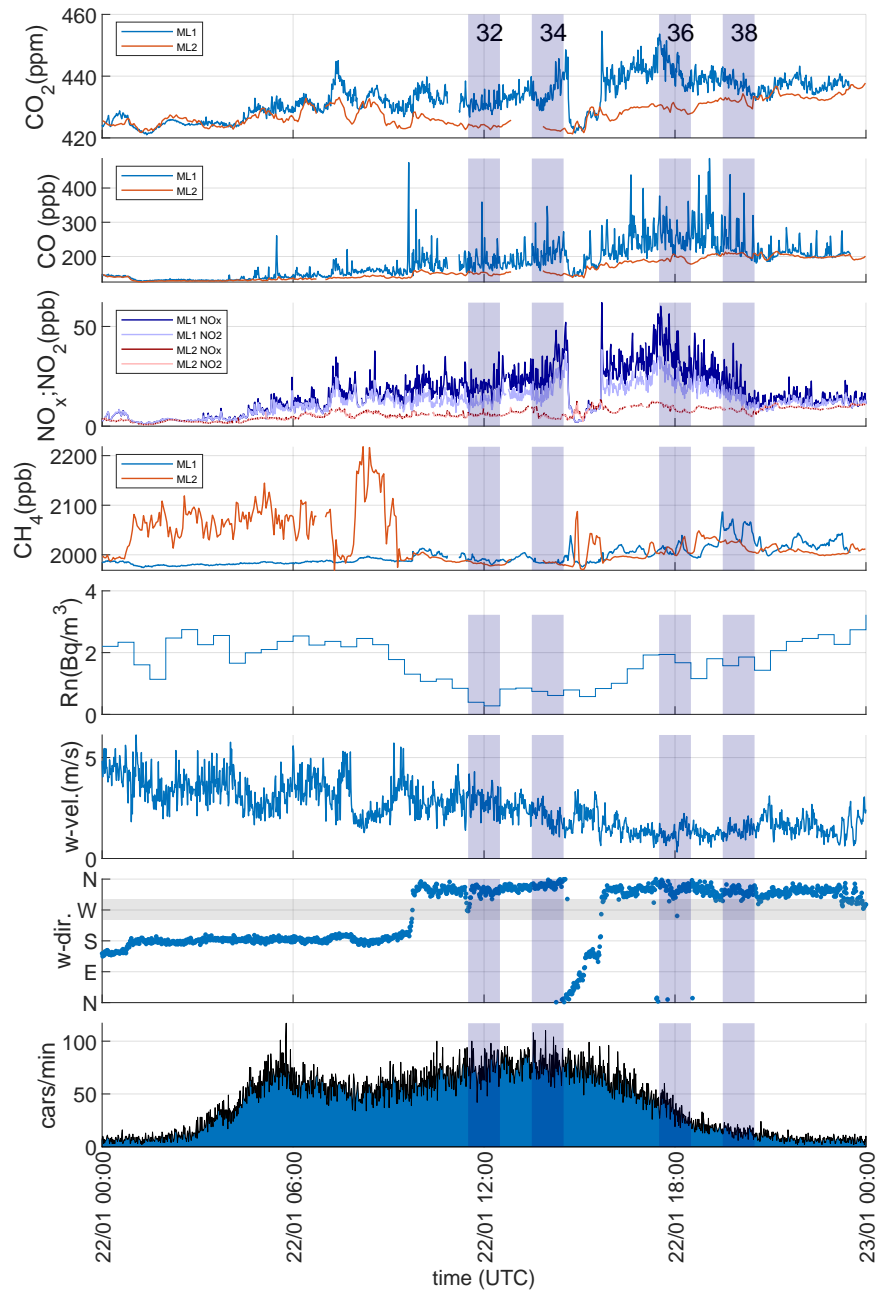 460
440
420
CO2(ppm)
ML1
ML2
32 34 36 38
400
300
200
CO (ppb)
ML1
ML2
50
0
NOx;NO2(ppb)
ML1 NOx
ML1 NO2
ML2 NOx
ML2 NO2
2200
2100
2000
CH4(ppb)
ML1
ML2
4
2
0
Rn(Bq/m3)
5
0
w-vel.(m/s)
N
W
S
E
N
w-dir.
100
50
0
cars/min
22/01 00:00
22/01 06:00
22/01 12:00
22/01 18:00
23/01 00:00
time (UTC)